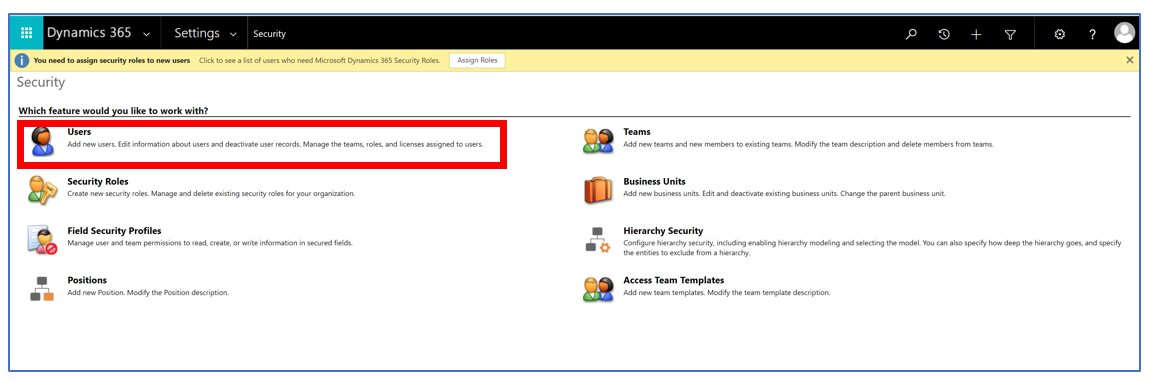 Dynamics 365 Settings Security
You need to assign security roles to new users Click to see a list of users who need Microsoft Dynamics 365 Security Roles. Assign Roles
Security
Which feature would you like to work with?
Users
Add new users. Edit information about users and deactivate user records. Manage the teams, roles, and licenses assigned to users.
Teams
Add new teams and new members to existing teams. Modify the team description and delete members from teams.
Security Roles
Create new security roles. Manage and delete existing security roles for your organization.
Business Units
Add new business units. Edit and deactivate existing business units. Change the parent business unit.
Field Security Profiles
Manage user and team permissions to read, create, or write information in secured fields.
Hierarchy Security
Configure hierarchy security, including enabling hierarchy modeling and selecting the model. You can also specify how deep the hierarchy goes, and specify
the entities to exclude from a hierarchy.
Positions
Add new Position. Modify the Position description.
Access Team Templates
Add new team templates. Modify the team template description.